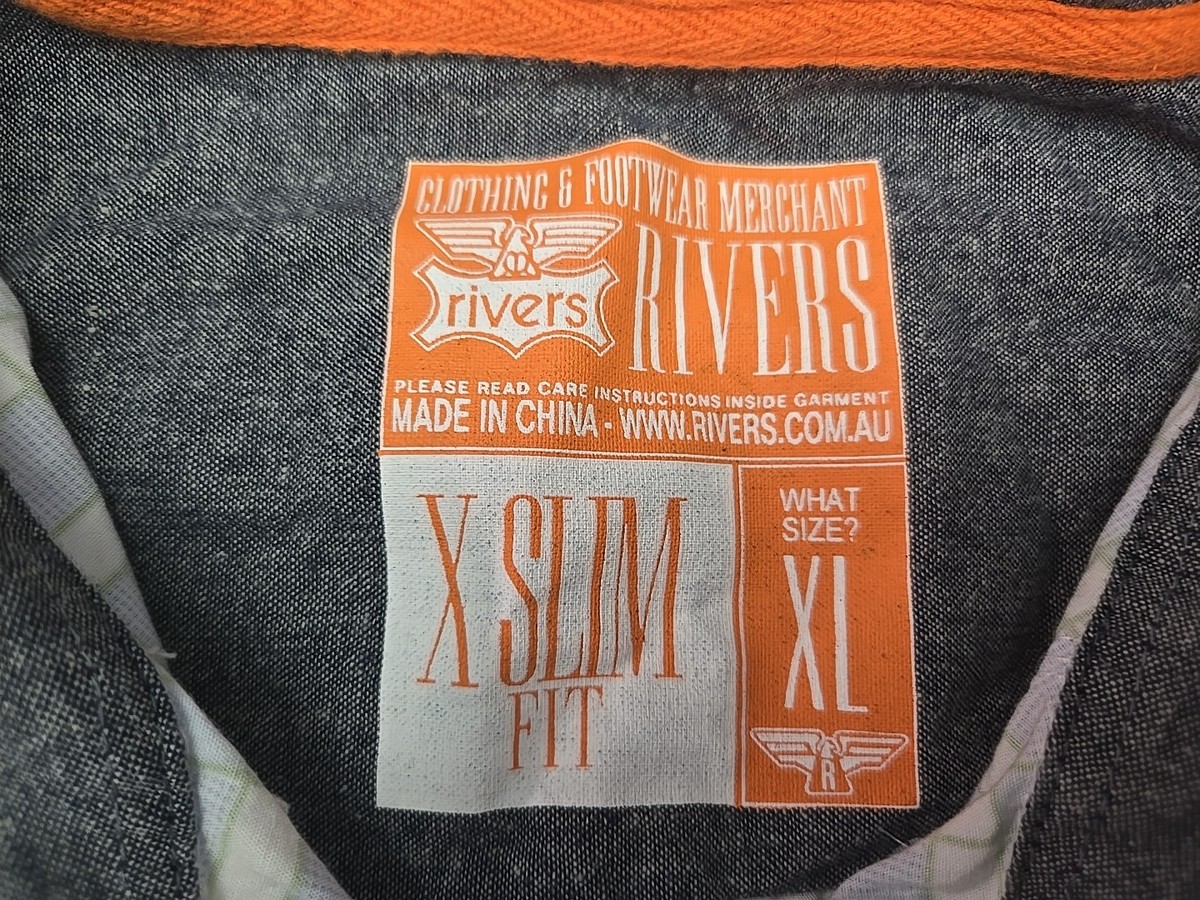 CLOTHING & FOOTWEAR MERCHANT
rivers
RIVERS
PLEASE READ CARE INSTRUCTIONS INSIDE GARMENT
MADE IN CHINA - WWW.RIVERS.COM.AU
X SLIM
FIT
WHAT
SIZE?
XL
R